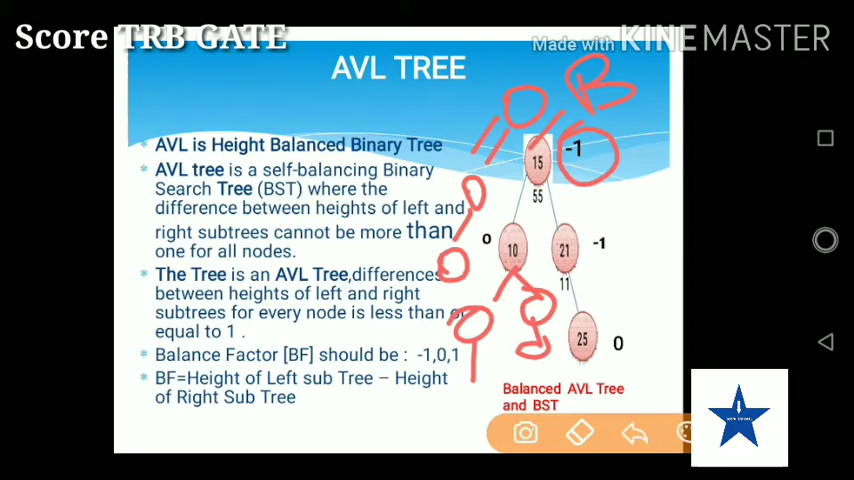 Score TRB GATE
Made with KINEMASTER
AVL TREE
AVL is Height Balanced Binary Tree
AVL tree is a self-balancing Binary
Search Tree (BST) where the
difference between heights of left and
right subtrees cannot be more than
one for all nodes.
The Tree is an AVL Tree,differences
between heights of left and right
subtrees for every node is less than or
equal to 1 .
Balance Factor [BF] should be : -1,0,1
BF=Height of Left sub Tree – Height
of Right Sub Tree
B
0
15
-1
55
0
10
21
-1
11
25
0
Balanced AVL Tree
and BST